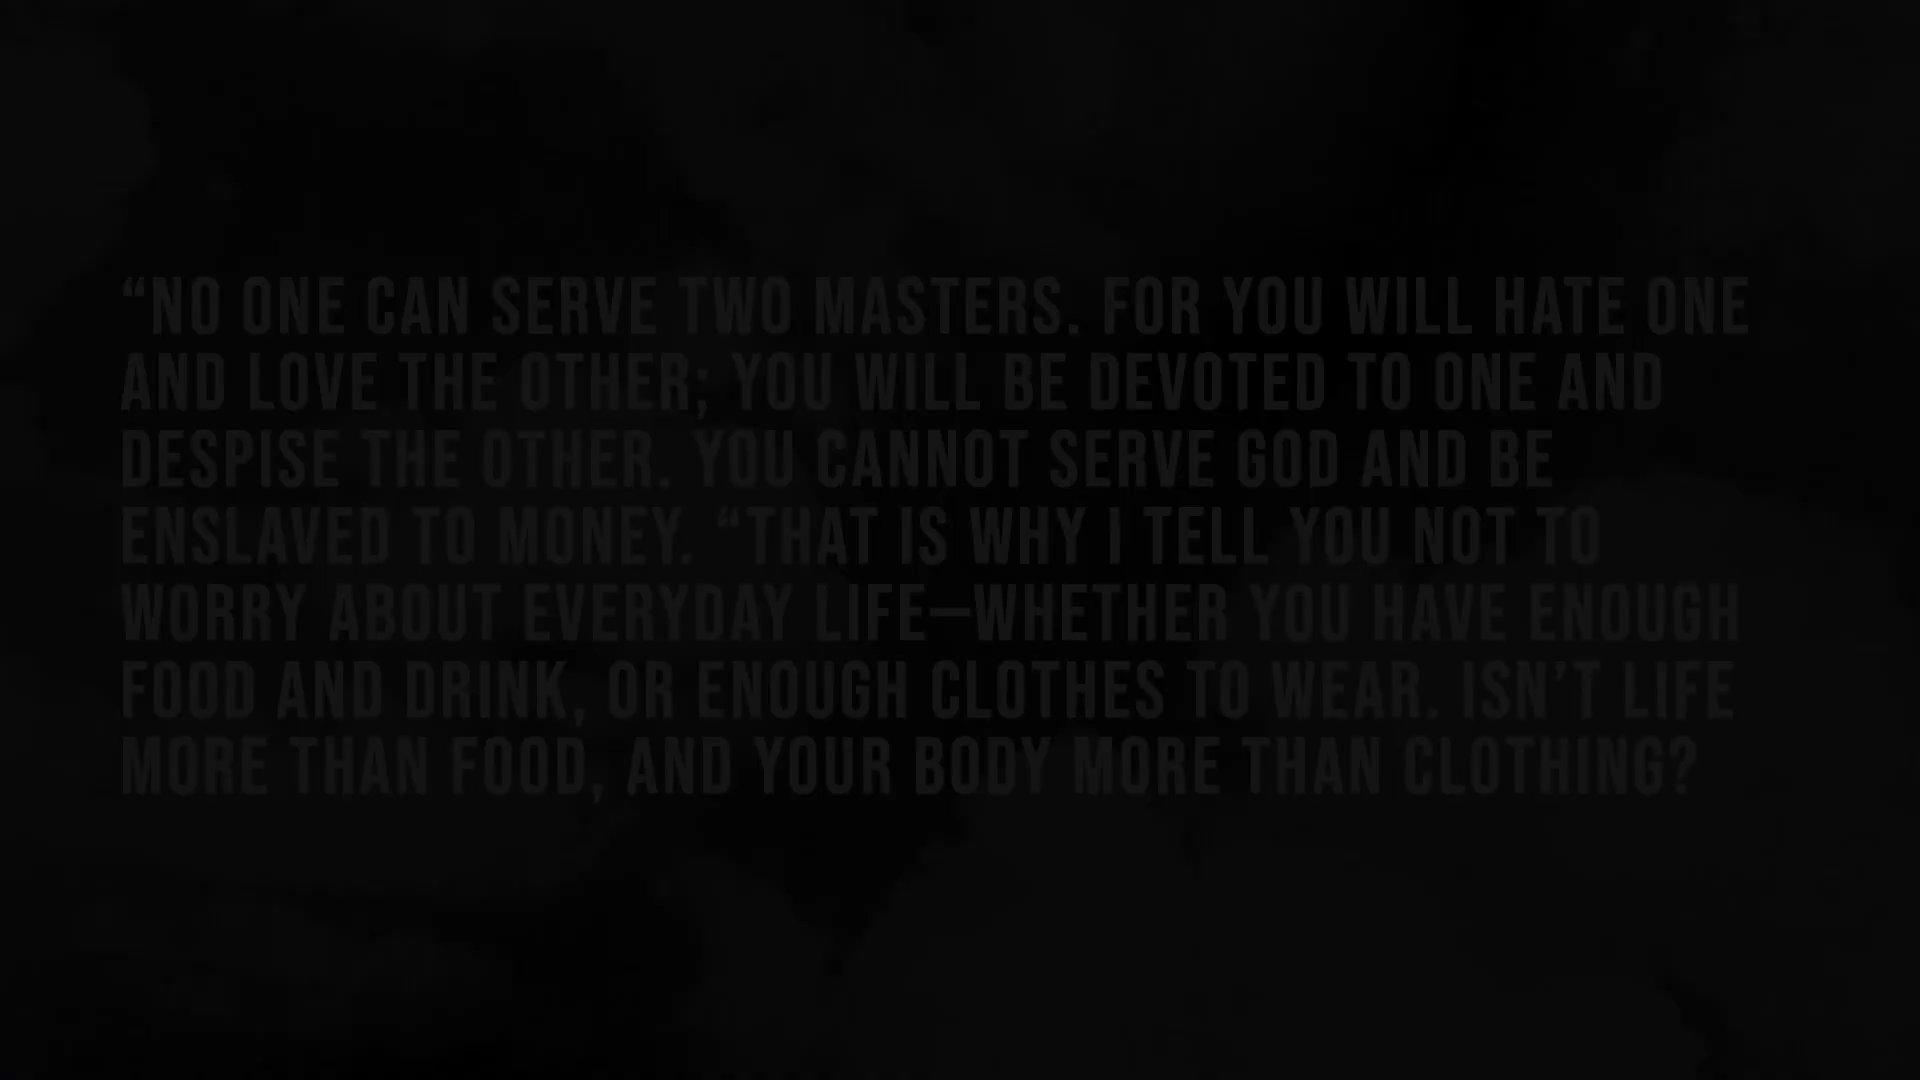 “NO ONE CAN SERVE TWO MASTERS. FOR YOU WILL HATE ONE
AND LOVE THE OTHER; YOU WILL BE DEVOTED TO ONE AND
DESPISE THE OTHER. YOU CANNOT SERVE GOD AND BE
ENSLAVED TO MONEY. “THAT IS WHY I TELL YOU NOT TO
WORRY ABOUT EVERYDAY LIFE—WHETHER YOU HAVE ENOUGH
FOOD AND DRINK, OR ENOUGH CLOTHES TO WEAR. ISN’T LIFE
MORE THAN FOOD, AND YOUR BODY MORE THAN CLOTHING?